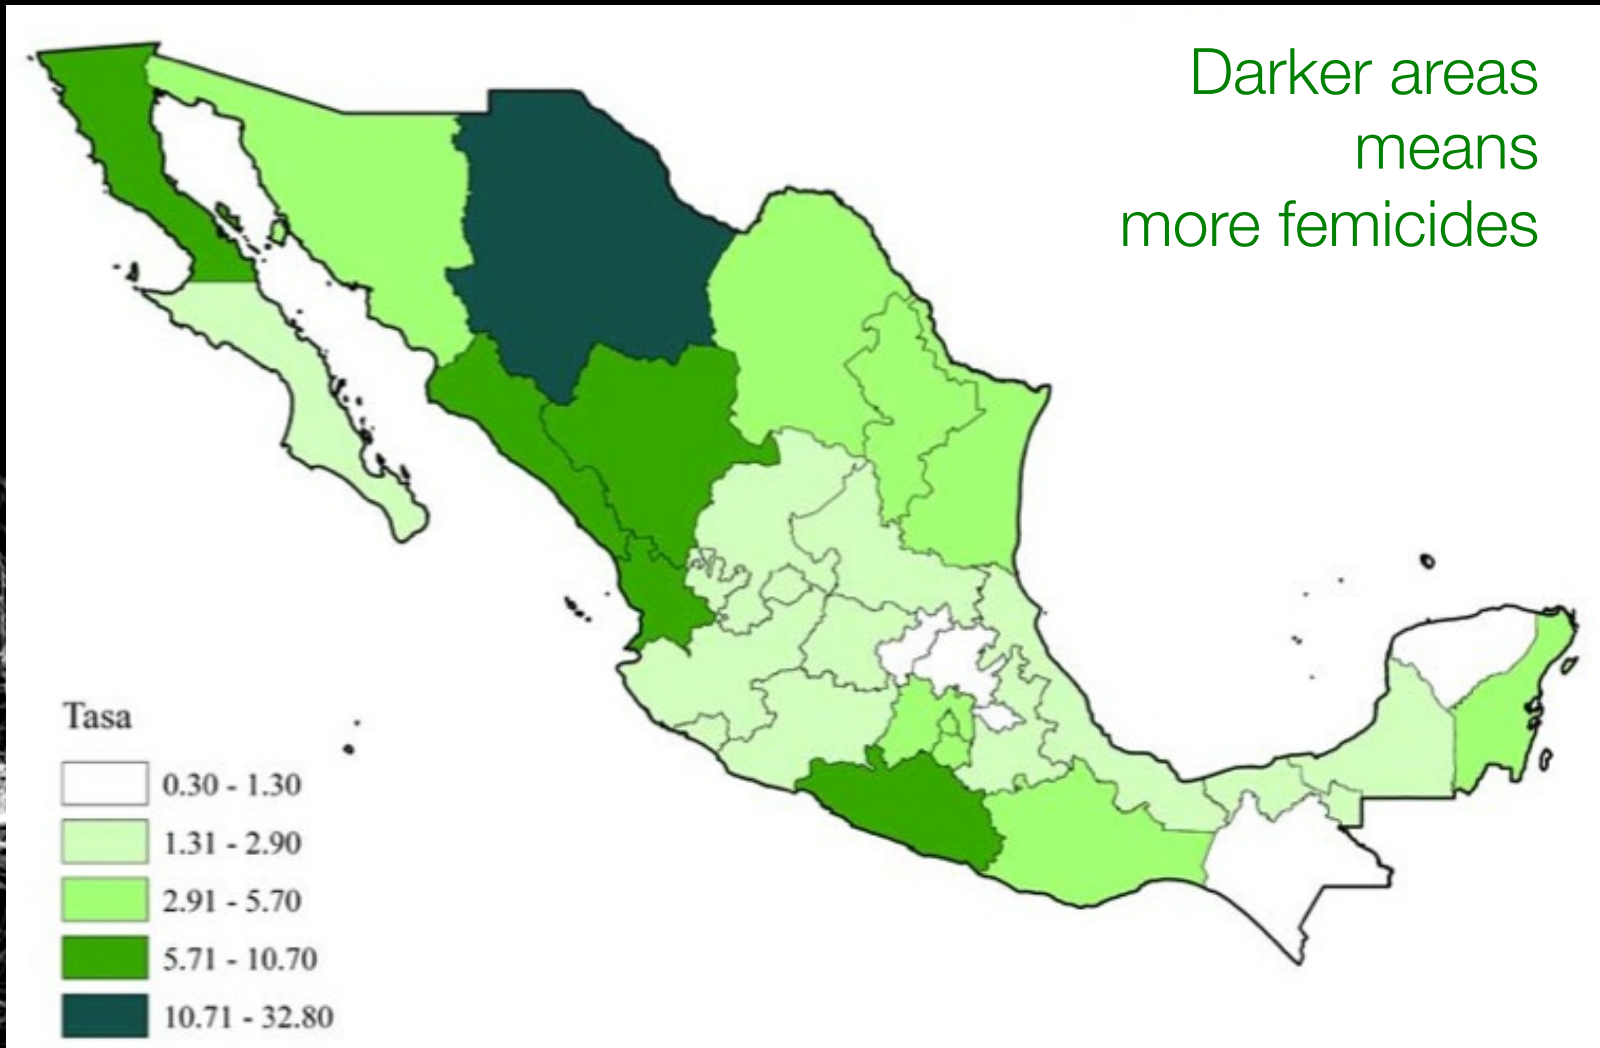 Darker areas
means
more femicides
Tasa
0.30 - 1.30
1.31 - 2.90
2.91 - 5.70
5.71 - 10.70
10.71 - 32.80